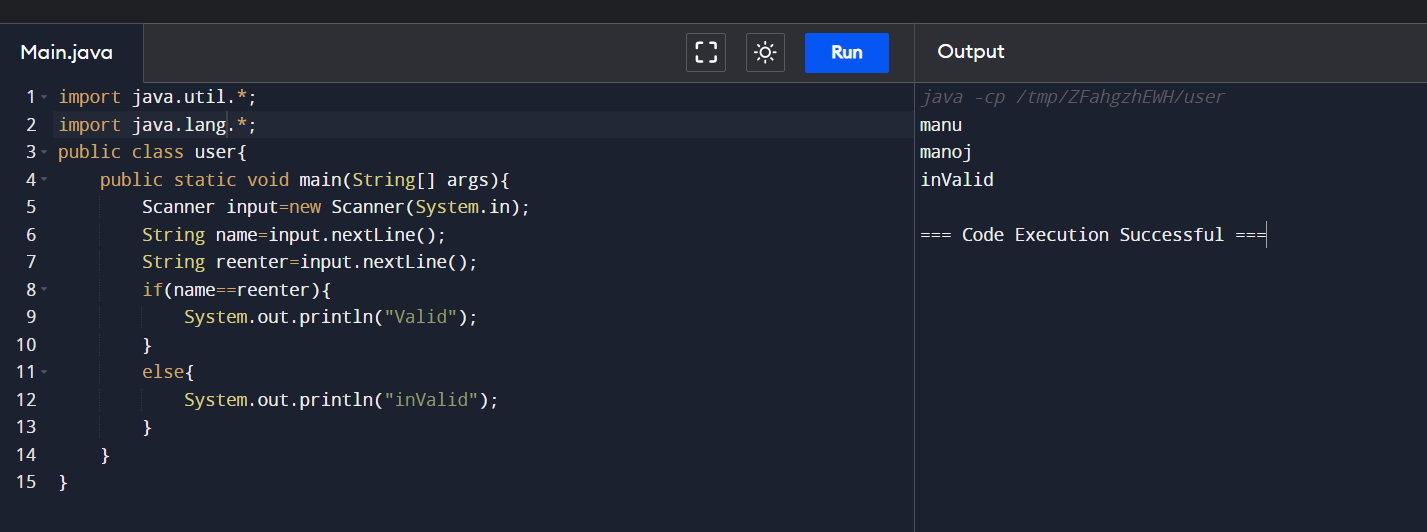 Main.java
Run
Output
1 import java.util.*;
2 import java.lang.*;
3 public class user{
4     public static void main(String[] args){
5         Scanner input=new Scanner(System.in);
6         String name=input.nextLine();
7         String reenter=input.nextLine();
8         if(name==reenter){
9             System.out.println("Valid");
10         }
11         else{
12             System.out.println("inValid");
13         }
14     }
15 }
java -cp /tmp/ZFahgzhEWH/user
manu
manoj
inValid
=== Code Execution Successful ===